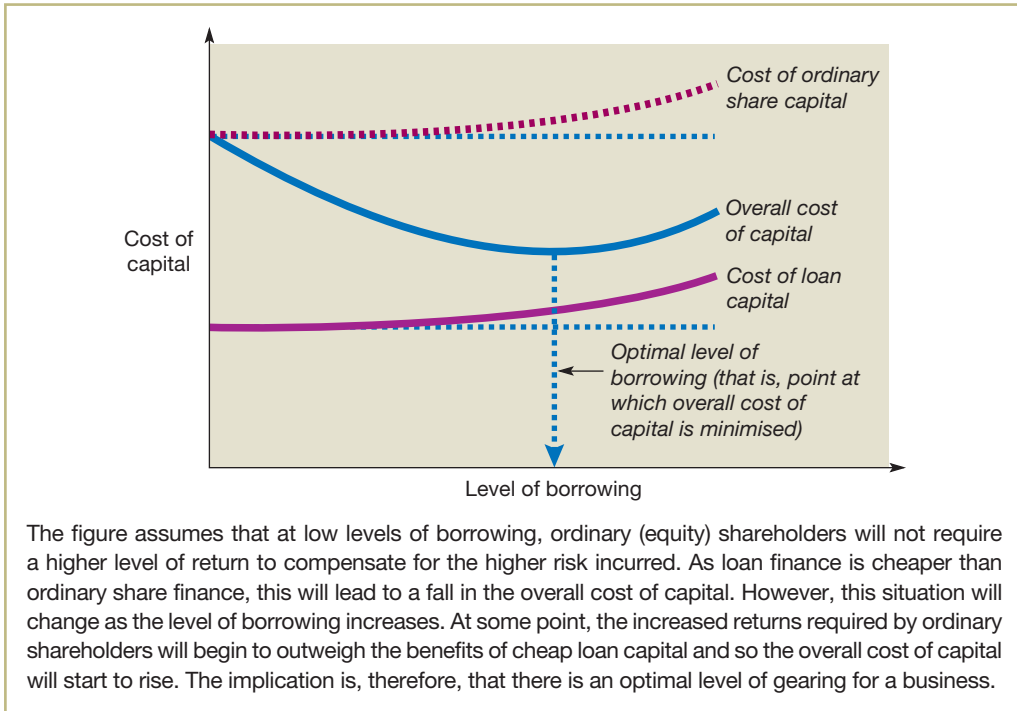 Cost of ordinary
share capital
Overall cost
of capital
Cost of
capital
Cost of loan
capital
Optimal level of
borrowing (that is, point at
which overall cost of
capital is minimised)
Level of borrowing
The figure assumes that at low levels of borrowing, ordinary (equity) shareholders will not require
a higher level of return to compensate for the higher risk incurred. As loan finance is cheaper than
ordinary share finance, this will lead to a fall in the overall cost of capital. However, this situation will
change as the level of borrowing increases. At some point, the increased returns required by ordinary
shareholders will begin to outweigh the benefits of cheap loan capital and so the overall cost of capital
will start to rise. The implication is, therefore, that there is an optimal level of gearing for a business.